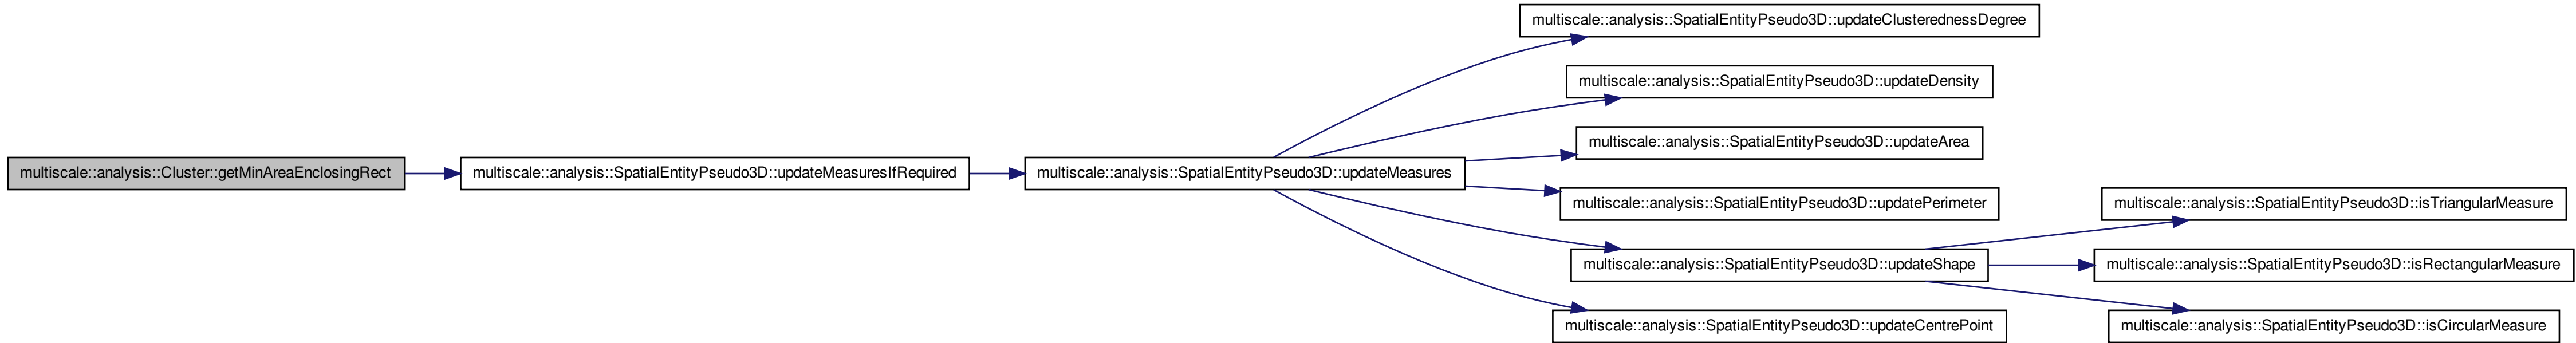 multiscale::analysis::SpatialEntityPseudo3D::updateClusterednessDegree
multiscale::analysis::SpatialEntityPseudo3D::updateDensity
multiscale::analysis::SpatialEntityPseudo3D::updateArea
multiscale::analysis::Cluster::getMinAreaEnclosingRect
multiscale::analysis::SpatialEntityPseudo3D::updateMeasuresIfRequired
multiscale::analysis::SpatialEntityPseudo3D::updateMeasures
multiscale::analysis::SpatialEntityPseudo3D::updatePerimeter
multiscale::analysis::SpatialEntityPseudo3D::isTriangularMeasure
multiscale::analysis::SpatialEntityPseudo3D::updateShape
multiscale::analysis::SpatialEntityPseudo3D::isRectangularMeasure
multiscale::analysis::SpatialEntityPseudo3D::updateCentrePoint
multiscale::analysis::SpatialEntityPseudo3D::isCircularMeasure